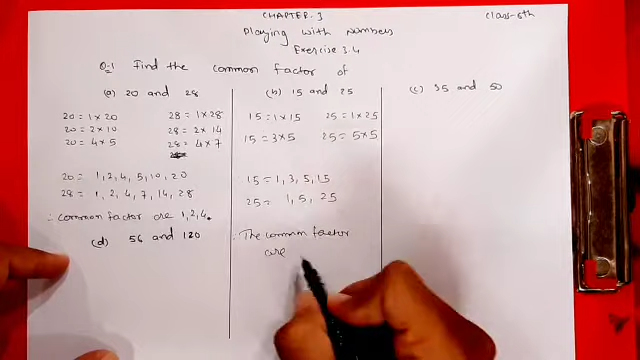 CHAPTER-3
Class-6th
Playing with Numbers
Exercise 3.4
Q.1 Find the common factor of
(a) 20 and 28
20 = 1×20
28 = 1×28
20 = 2×10
28 = 2×14
20 = 4×5
28 = 4×7
20 = 1,2,4,5,10,20
28 = 1,2,4,7,14,28
∴ common factor are 1,2,4.
(b) 15 and 25
15 = 1×15
25 = 1×25
15 = 3×5
25 = 5×5
15 = 1,3,5,15
25 = 1,5,25
∴ The common factor
are
(c) 35 and 50
(d) 56 and 120